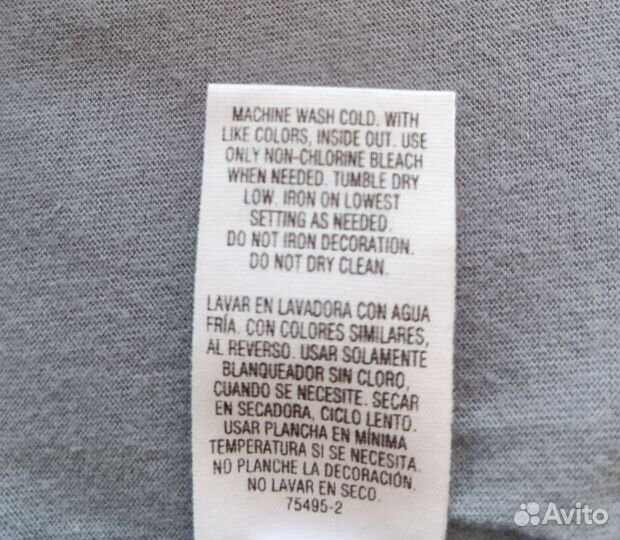 MACHINE WASH COLD, WITH
LIKE COLORS, INSIDE OUT. USE
ONLY NON-CHLORINE BLEACH
WHEN NEEDED. TUMBLE DRY
LOW. IRON ON LOWEST
SETTING AS NEEDED.
DO NOT IRON DECORATION.
DO NOT DRY CLEAN.
LAVAR EN LAVADORA CON AGUA
FRÍA. CON COLORES SIMILARES,
AL REVERSO. USAR SOLAMENTE
BLANQUEADOR SIN CLORO,
CUANDO SE NECESITE. SECAR
EN SECADORA, CICLO LENTO.
USAR PLANCHA EN MÍNIMA
TEMPERATURA SI SE NECESITA.
NO PLANCHE LA DECORACIÓN.
NO LAVAR EN SECO.
75495-2
Avito